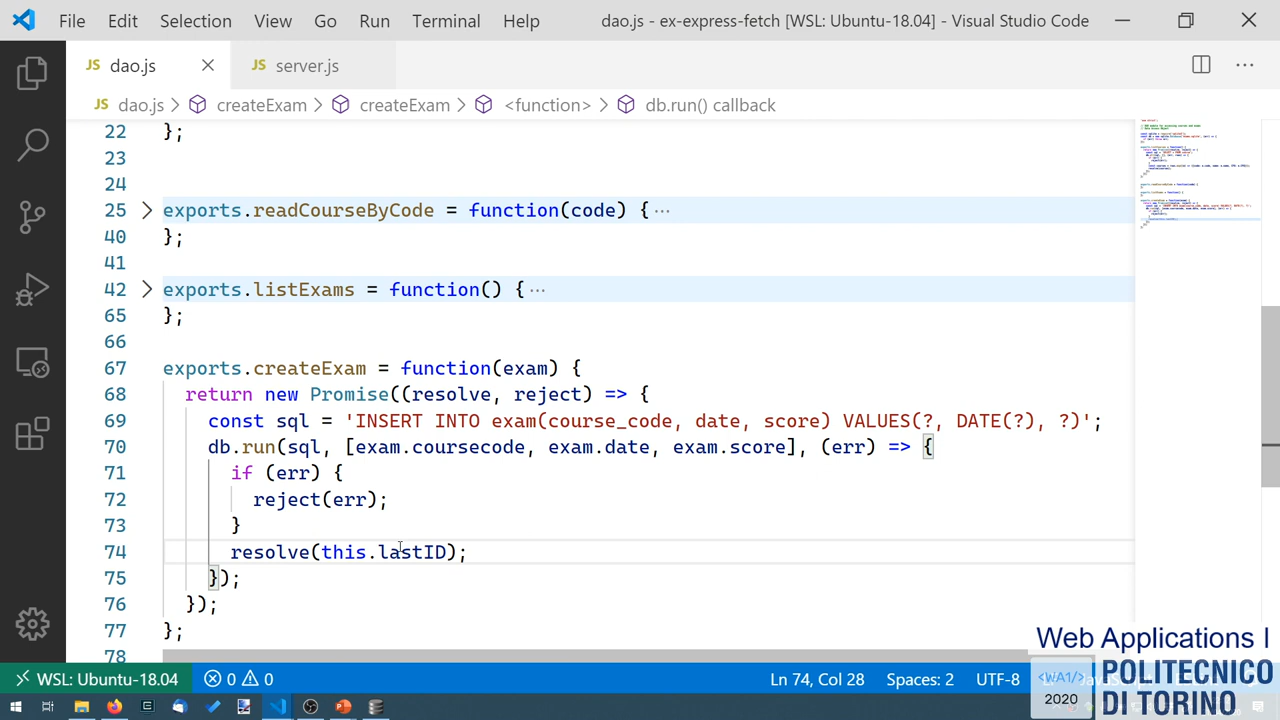 File Edit Selection View Go Run Terminal Help dao.js - ex-express-fetch [WSL: Ubuntu-18.04] - Visual Studio Code
JS dao.js JS server.js
JS dao.js > createExam > createExam > <function> > db.run() callback
22 };
23
24
25 exports.readCourseByCode = function(code) {···
40 };
41
42 exports.listExams = function() {···
65 };
66
67 exports.createExam = function(exam) {
68 return new Promise((resolve, reject) => {
69 const sql = 'INSERT INTO exam(course_code, date, score) VALUES(?, DATE(?), ?)';
70 db.run(sql, [exam.coursecode, exam.date, exam.score], (err) => {
71 if (err) {
72 reject(err);
73 }
74 resolve(this.lastID);
75 });
76 });
77 };
78
Web Applications I
<WA1/> 2020
POLITECNICO
DI TORINO
WSL: Ubuntu-18.04 0 0 Ln 74, Col 28 Spaces: 2 UTF-8